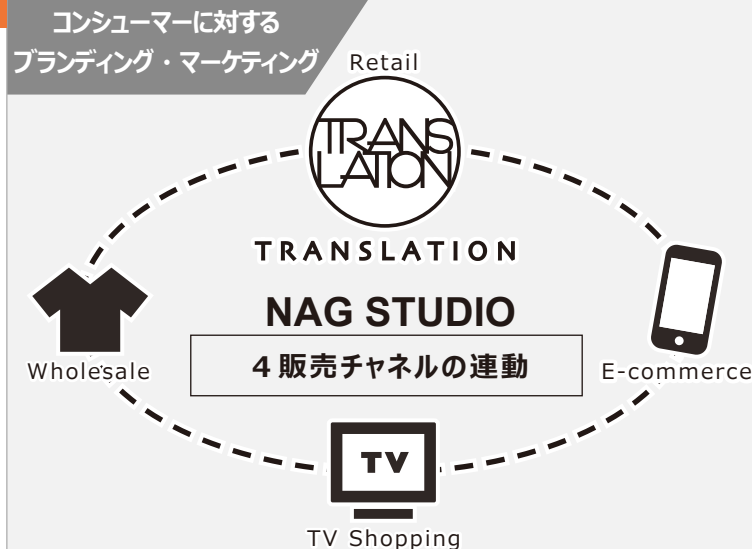 コンシューマーに対する
ブランディング・マーケティング
Retail
TRANS
LATION
TRANSLATION
NAG STUDIO
4販売チャネルの連動
Wholesale
E-commerce
TV
TV Shopping